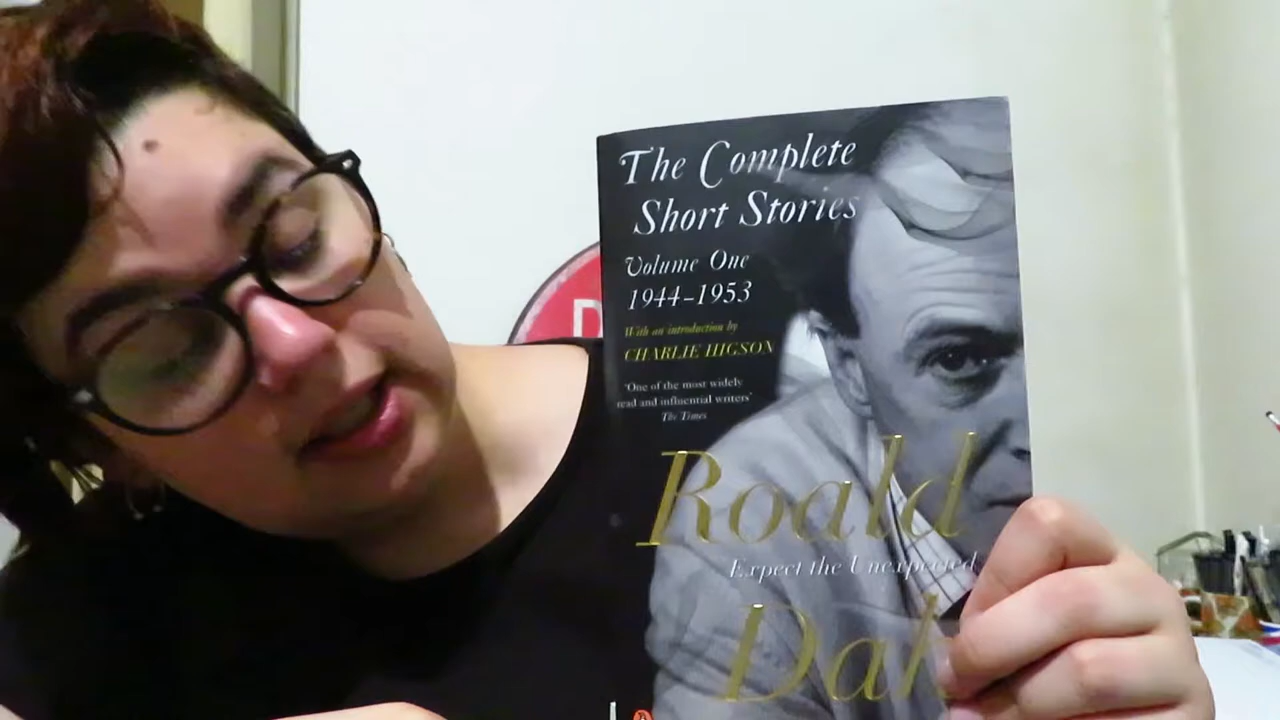 The Complete
Short Stories
Volume One
1944–1953
With an introduction by
CHARLIE HIGSON
'One of the most widely
read and influential writers'
The Times
Roald
Expect the Unexpected
Dahl
D